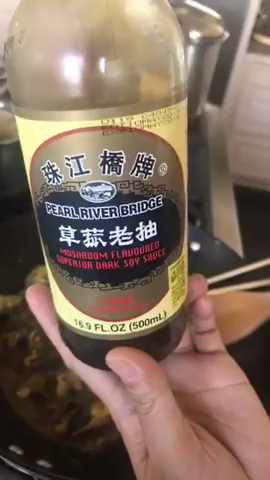 珠江橋牌®
PEARL RIVER BRIDGE
草菇老抽
MUSHROOM FLAVOURED
SUPERIOR DARK SOY SAUCE
16.9 FL.OZ (500mL)